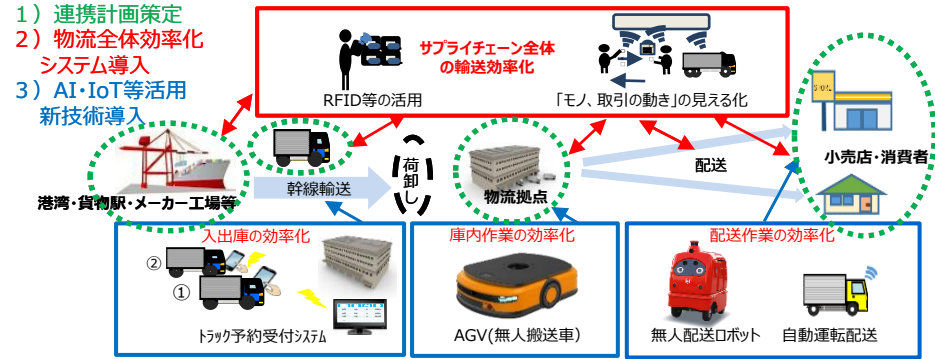 1）連携計画策定
2）物流全体効率化
システム導入
3）AI・IoT等活用
新技術導入
サプライチェーン全体
の輸送効率化
RFID等の活用
「モノ、取引の動き」の見える化
港湾・貨物駅・メーカー工場等
幹線輸送
荷卸し
物流拠点
配送
小売店・消費者
入出庫の効率化
②
①
トラック予約受付システム
庫内作業の効率化
AGV(無人搬送車)
配送作業の効率化
無人配送ロボット
自動運転配送